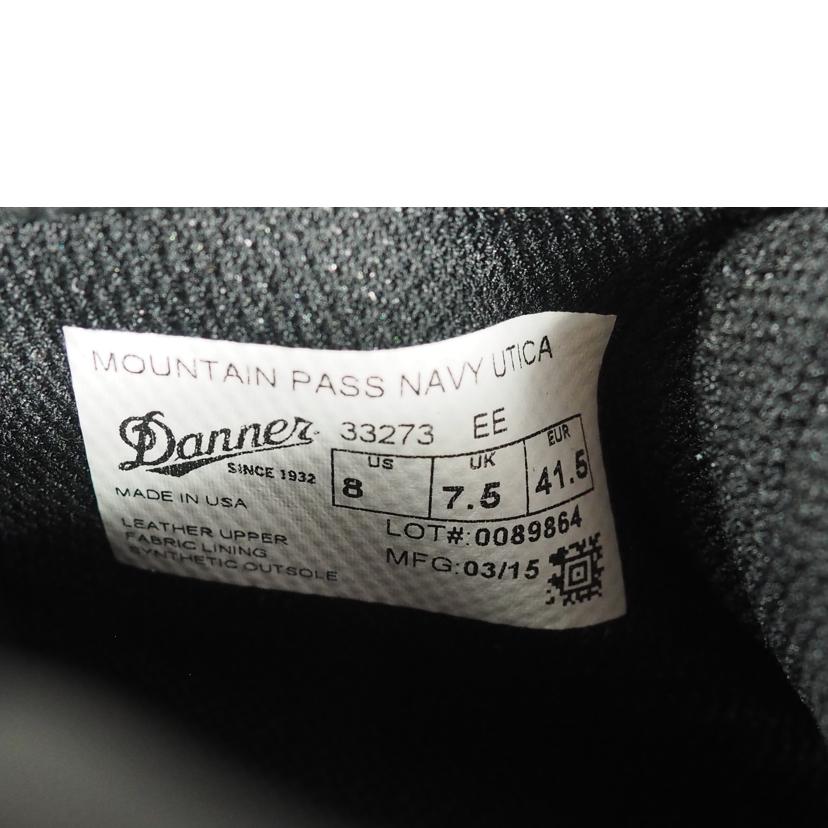 MOUNTAIN PASS NAVY UTICA
Danner 33273 EE
SINCE 1932
US UK EUR
8 7.5 41.5
MADE IN USA
LOT#:0089864
LEATHER UPPER
FABRIC LINING
SYNTHETIC OUTSOLE
MFG:03/15